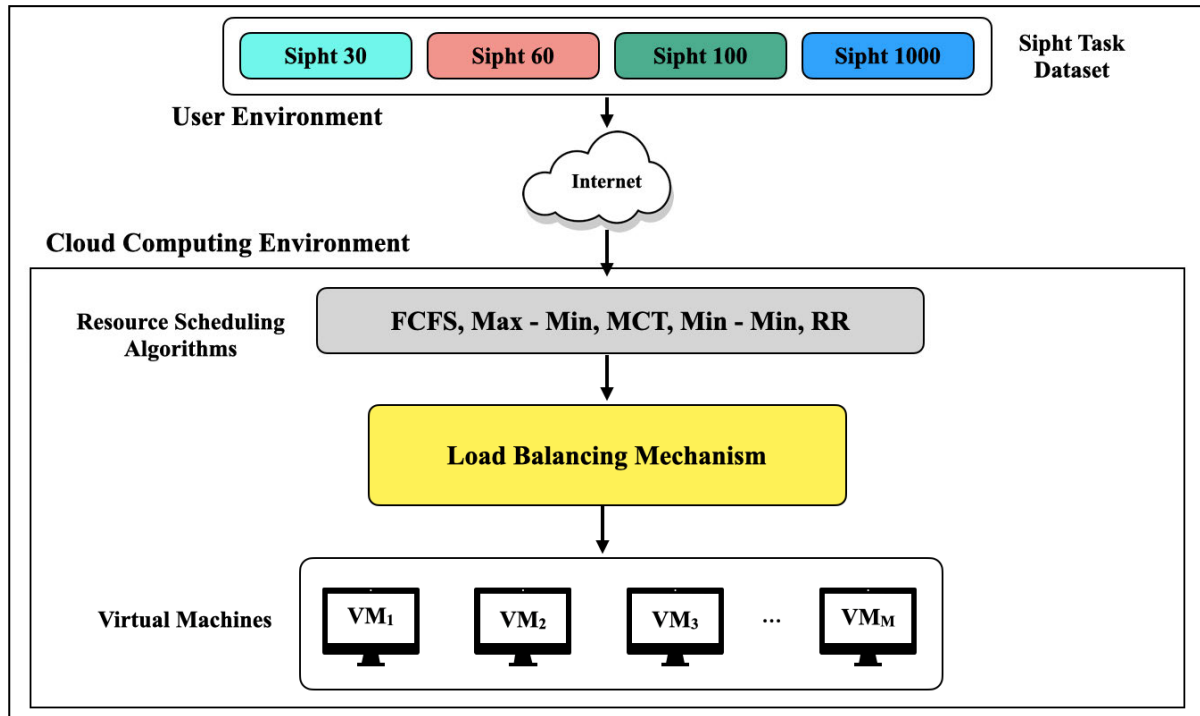 Sipht 30
Sipht 60
Sipht 100
Sipht 1000
Sipht Task
Dataset
User Environment
Internet
Cloud Computing Environment
Resource Scheduling
Algorithms
FCFS, Max - Min, MCT, Min - Min, RR
Load Balancing Mechanism
Virtual Machines
VM₁
VM₂
VM₃
...
VMM